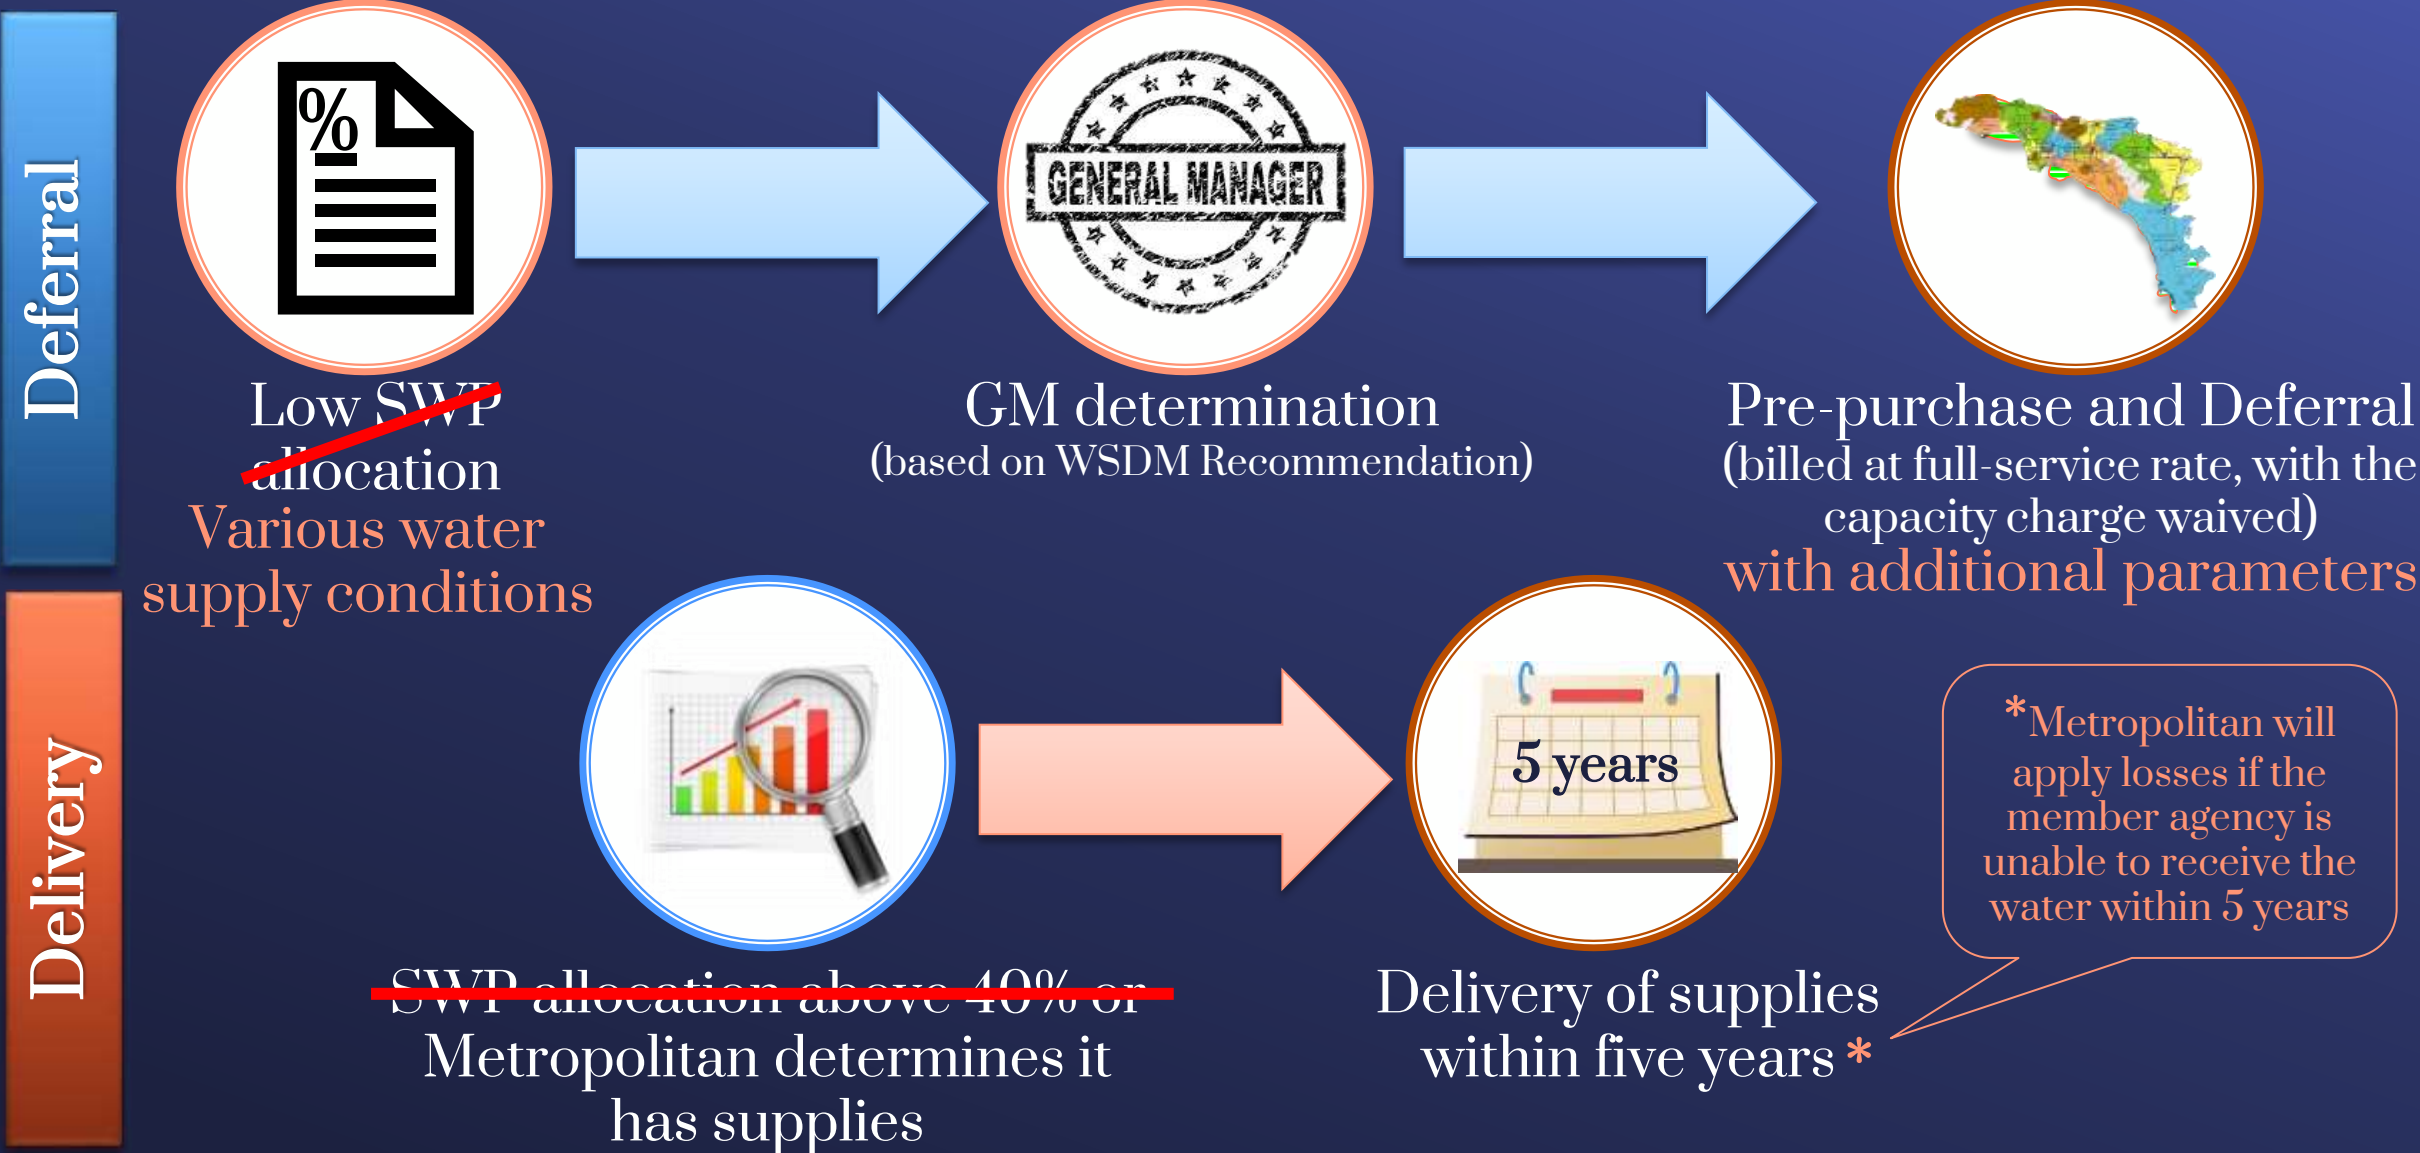 Deferral
%
GENERAL MANAGER
Low SWP
allocation
Various water
supply conditions
GM determination
(based on WSDM Recommendation)
Pre-purchase and Deferral
(billed at full-service rate, with the
capacity charge waived)
with additional parameters
Delivery
SWP allocation above 40% or
Metropolitan determines it
has supplies
5 years
Delivery of supplies
within five years *
*Metropolitan will
apply losses if the
member agency is
unable to receive the
water within 5 years